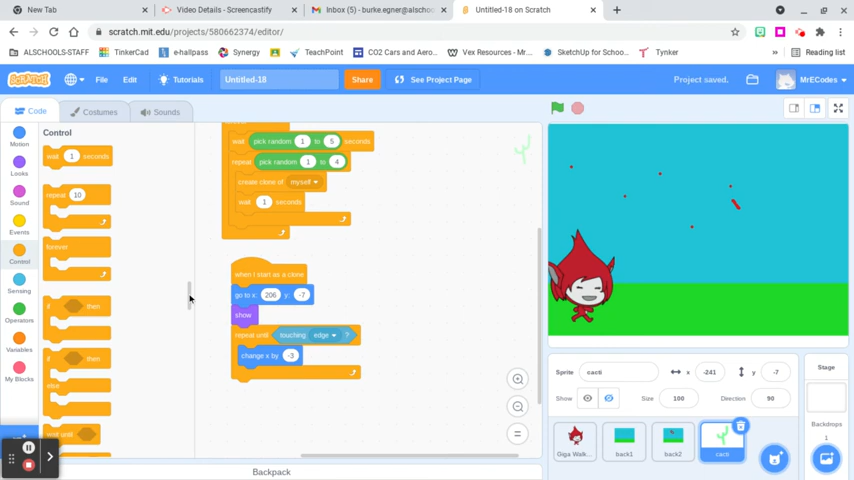 New Tab
Video Details - Screencastify
Inbox (5) - burke.egner@alschoo
Untitled-18 on Scratch
scratch.mit.edu/projects/580662374/editor/
ALSCHOOLS-STAFF
TinkerCad
e-hallpass
Synergy
TeachPoint
CO2 Cars and Aero...
Vex Resources - Mr...
SketchUp for Schoo...
Tynker
Reading list
SCRATCH
File
Edit
Tutorials
Untitled-18
Share
See Project Page
Project saved.
MrECodes
Code
Costumes
Sounds
Motion
Looks
Sound
Events
Control
Sensing
Operators
Variables
My Blocks
Control
wait 1 seconds
repeat 10
forever
if then
if then
else
wait until
wait pick random 1 to 5 seconds
repeat pick random 1 to 4
create clone of myself
wait 1 seconds
when I start as a clone
go to x: 206 y: -7
show
repeat until touching edge ?
change x by -3
Sprite cacti x -241 y -7
Show Size 100 Direction 90
Giga Walk...
back1
back2
cacti
Stage
Backdrops
1
Backpack